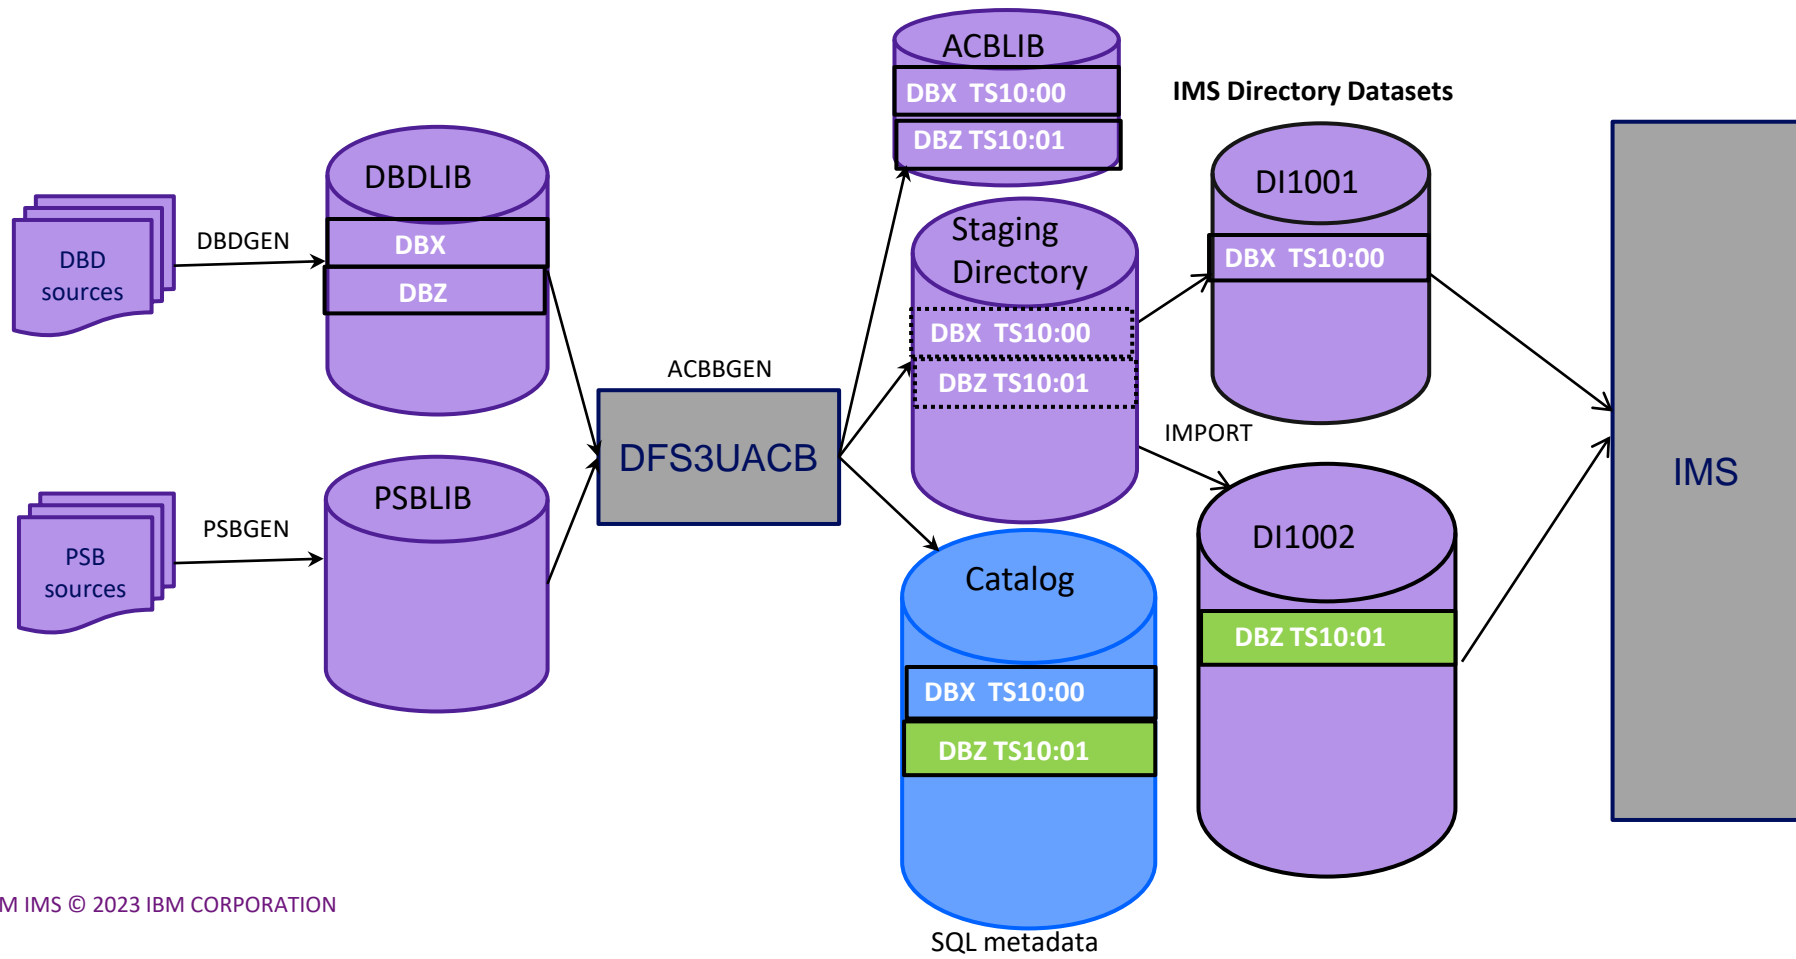 ACBLIB
DBX TS10:00
DBZ TS10:01
IMS Directory Datasets
DBDLIB
DBX
DBZ
DBD
sources
DBDGEN
Staging
Directory
DBX TS10:00
DBZ TS10:01
DI1001
DBX TS10:00
ACBBGEN
DFS3UACB
IMPORT
IMS
PSB
sources
PSBGEN
PSBLIB
Catalog
DBX TS10:00
DBZ TS10:01
SQL metadata
DI1002
DBZ TS10:01
M IMS © 2023 IBM CORPORATION